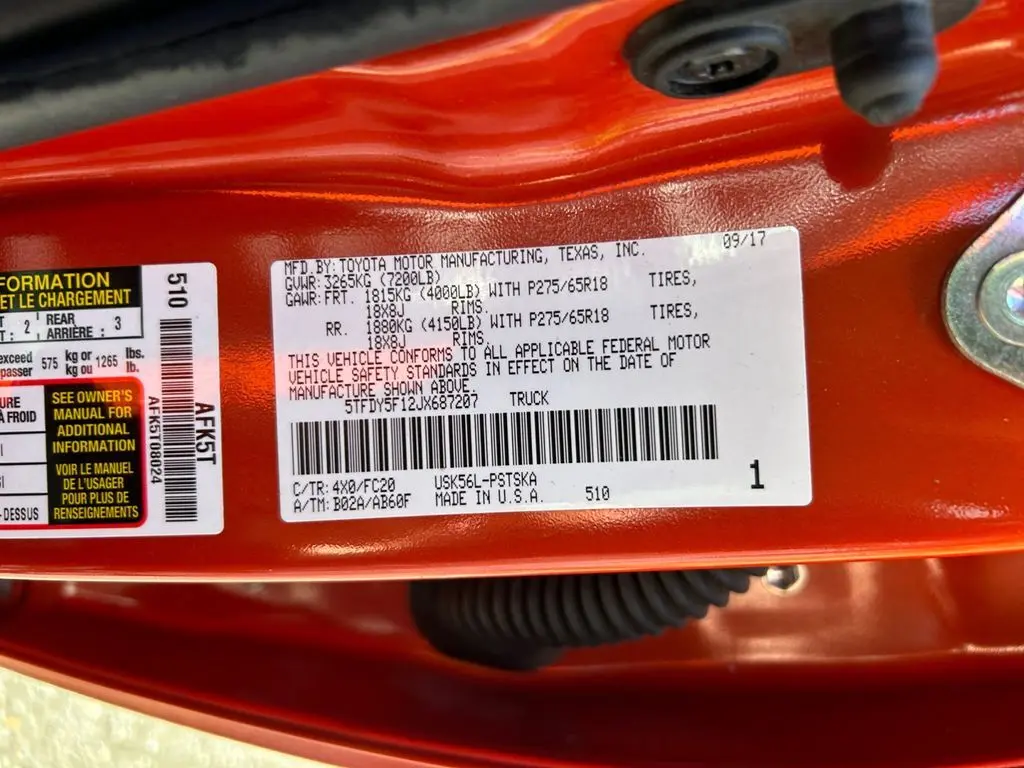 FORMATION
ET LE CHARGEMENT
2 REAR
ARRIÈRE : 3
exceed 575 kg or 1265 lbs.
passer kg ou lb.
URE
À FROID
SEE OWNER'S
MANUAL FOR
ADDITIONAL
INFORMATION
VOIR LE MANUEL
DE L'USAGER
POUR PLUS DE
RENSEIGNEMENTS
-DESSUS
510
AFK5T
AFK5T08024
MFD.BY:TOYOTA MOTOR MANUFACTURING, TEXAS, INC. 09/17
GVWR:3265KG (7200LB)
GAWR:FRT. 1815KG (4000LB) WITH P275/65R18 TIRES,
18X8J RIMS.
RR. 1880KG (4150LB) WITH P275/65R18 TIRES,
18X8J RIMS.
THIS VEHICLE CONFORMS TO ALL APPLICABLE FEDERAL MOTOR
VEHICLE SAFETY STANDARDS IN EFFECT ON THE DATE OF
MANUFACTURE SHOWN ABOVE.
5TFDY5F12JX687207 TRUCK
C/TR:4X0/FC20 USK56L-PSTSKA
A/TM:B02A/AB60F MADE IN U.S.A. 510
1